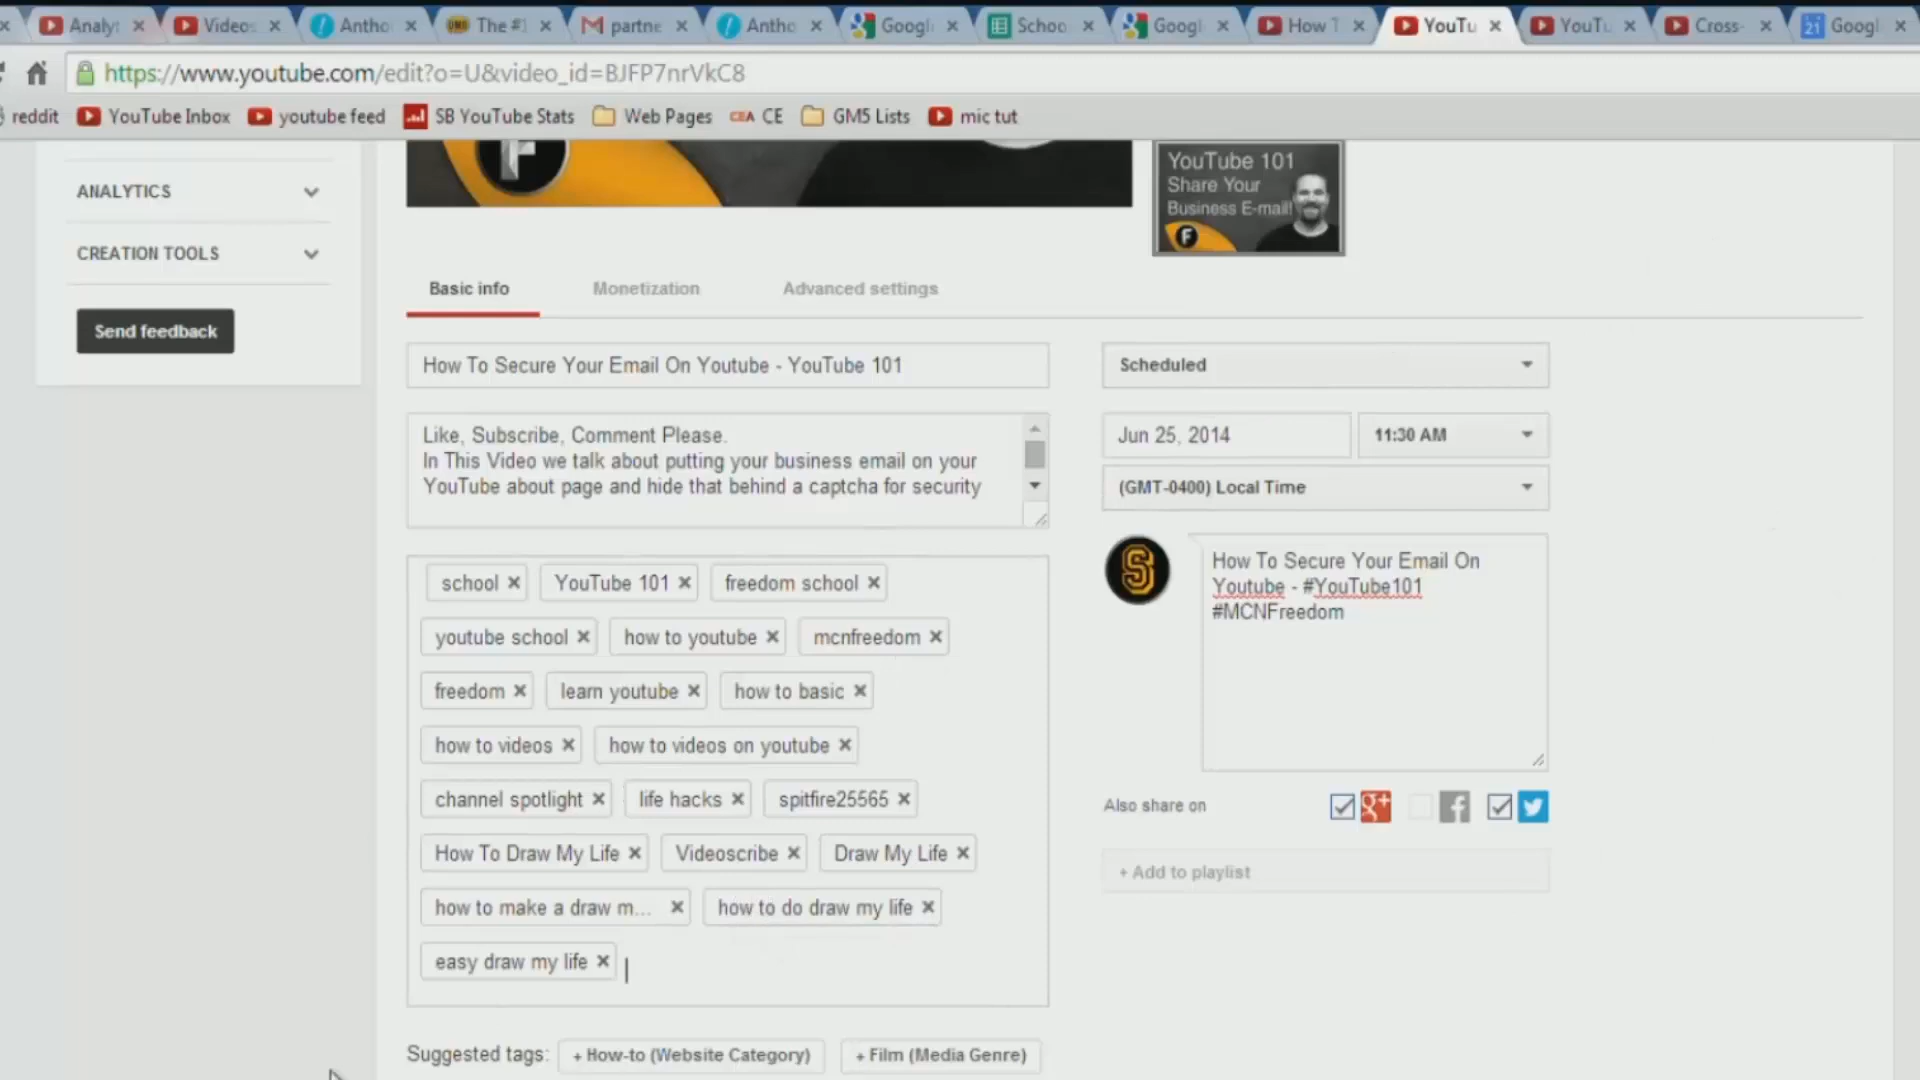 Analyt
Videos
Antho
The #1
partne
Antho
Googl
Schoo
Googl
How T
YouTu
YouTu
Cross-
21
Googl
https://www.youtube.com/edit?o=U&video_id=BJFP7nrVkC8
reddit
YouTube Inbox
youtube feed
SB YouTube Stats
Web Pages
CEA CE
GM5 Lists
mic tut
F
YouTube 101
Share Your
Business E-mail!
F
ANALYTICS
CREATION TOOLS
Send feedback
Basic info
Monetization
Advanced settings
How To Secure Your Email On Youtube - YouTube 101
Scheduled
Like, Subscribe, Comment Please.
In This Video we talk about putting your business email on your
YouTube about page and hide that behind a captcha for security
Jun 25, 2014
11:30 AM
(GMT-0400) Local Time
S
How To Secure Your Email On
Youtube - #YouTube101
#MCNFreedom
school
YouTube 101
freedom school
youtube school
how to youtube
mcnfreedom
freedom
learn youtube
how to basic
how to videos
how to videos on youtube
channel spotlight
life hacks
spitfire25565
How To Draw My Life
Videoscribe
Draw My Life
how to make a draw m...
how to do draw my life
easy draw my life
Also share on
g+
f
+ Add to playlist
Suggested tags:
+ How-to (Website Category)
+ Film (Media Genre)